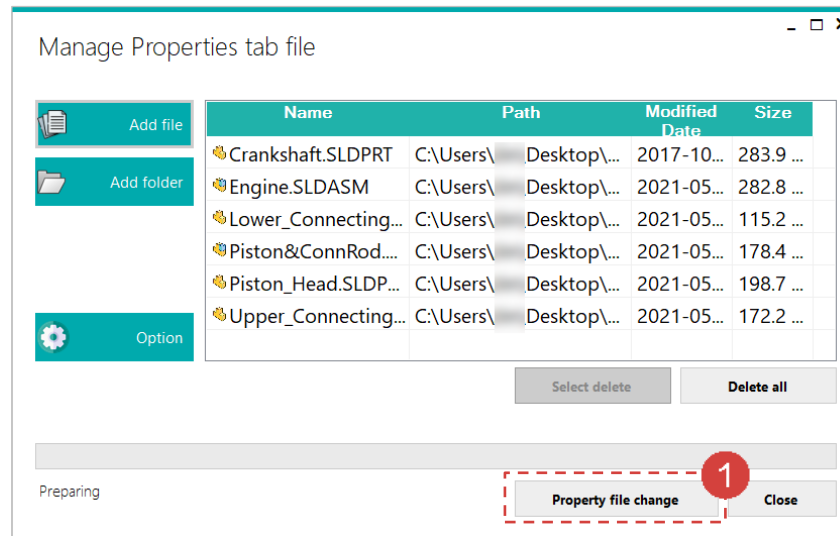 Manage Properties tab file
Add file
Add folder
Option
Name Path Modified Date Size
Crankshaft.SLDPRT C:\Users\ Desktop\... 2017-10... 283.9 ...
Engine.SLDASM C:\Users\ Desktop\... 2021-05... 282.8 ...
Lower_Connecting... C:\Users\ Desktop\... 2021-05... 115.2 ...
Piston&ConnRod.... C:\Users\ Desktop\... 2021-05... 178.4 ...
Piston_Head.SLDP... C:\Users\ Desktop\... 2021-05... 198.7 ...
Upper_Connecting... C:\Users\ Desktop\... 2021-05... 172.2 ...
Select delete Delete all
Preparing
1
Property file change Close